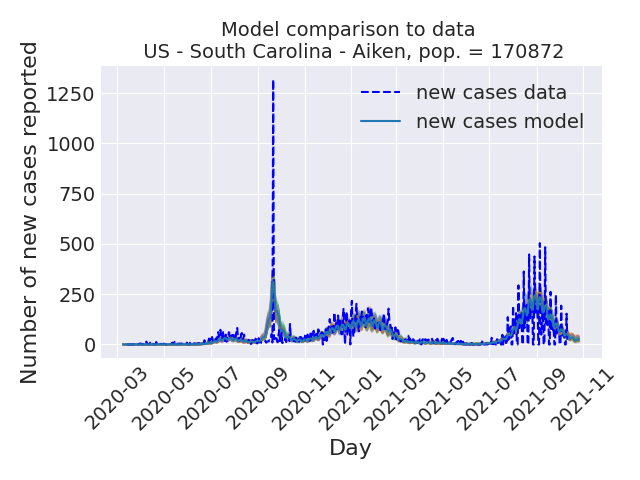 Model comparison to data
US - South Carolina - Aiken, pop. = 170872
new cases data
new cases model
Number of new cases reported
1250
1000
750
500
250
0
2020-03
2020-05
2020-07
2020-09
2020-11
2021-01
2021-03
2021-05
2021-07
2021-09
2021-11
Day